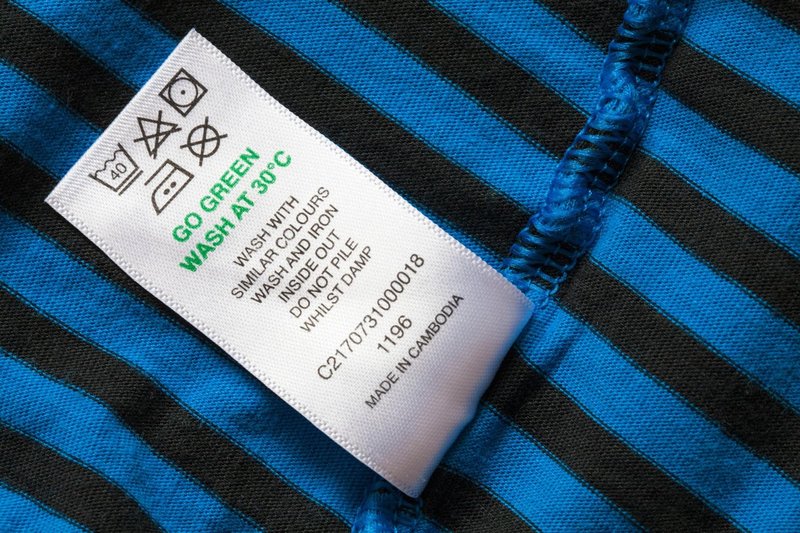 40
GO GREEN
WASH AT 30°C
WASH WITH
SIMILAR COLOURS
WASH AND IRON
INSIDE OUT
DO NOT PILE
WHILST DAMP
C2170731000018
1196
MADE IN CAMBODIA